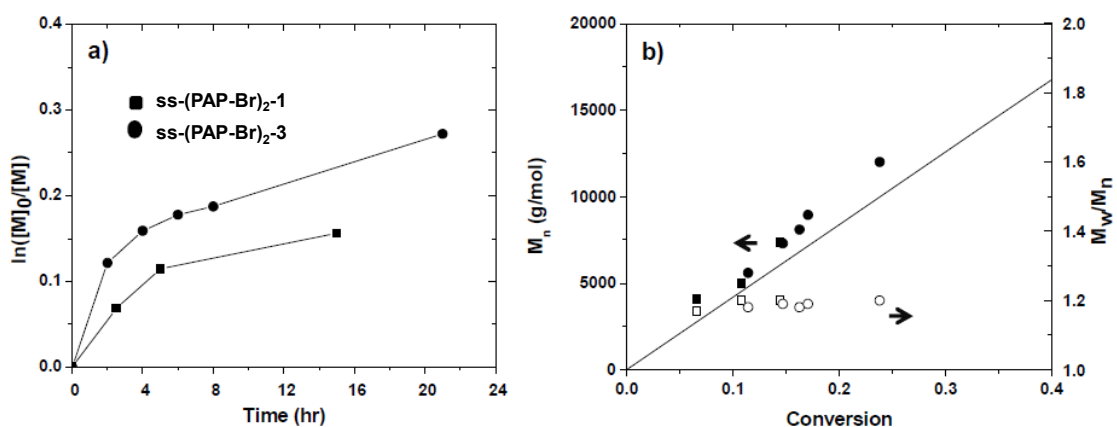 a)
ss-(PAP-Br)₂-1
ss-(PAP-Br)₂-3
0.4
0.3
0.2
0.1
0.0
ln([M]₀/[M])
0 4 8 12 16 20 24
Time (hr)
b)
20000
15000
10000
5000
0
Mₙ (g/mol)
2.0
1.8
1.6
1.4
1.2
1.0
M_w/Mₙ
0.0 0.1 0.2 0.3 0.4
Conversion